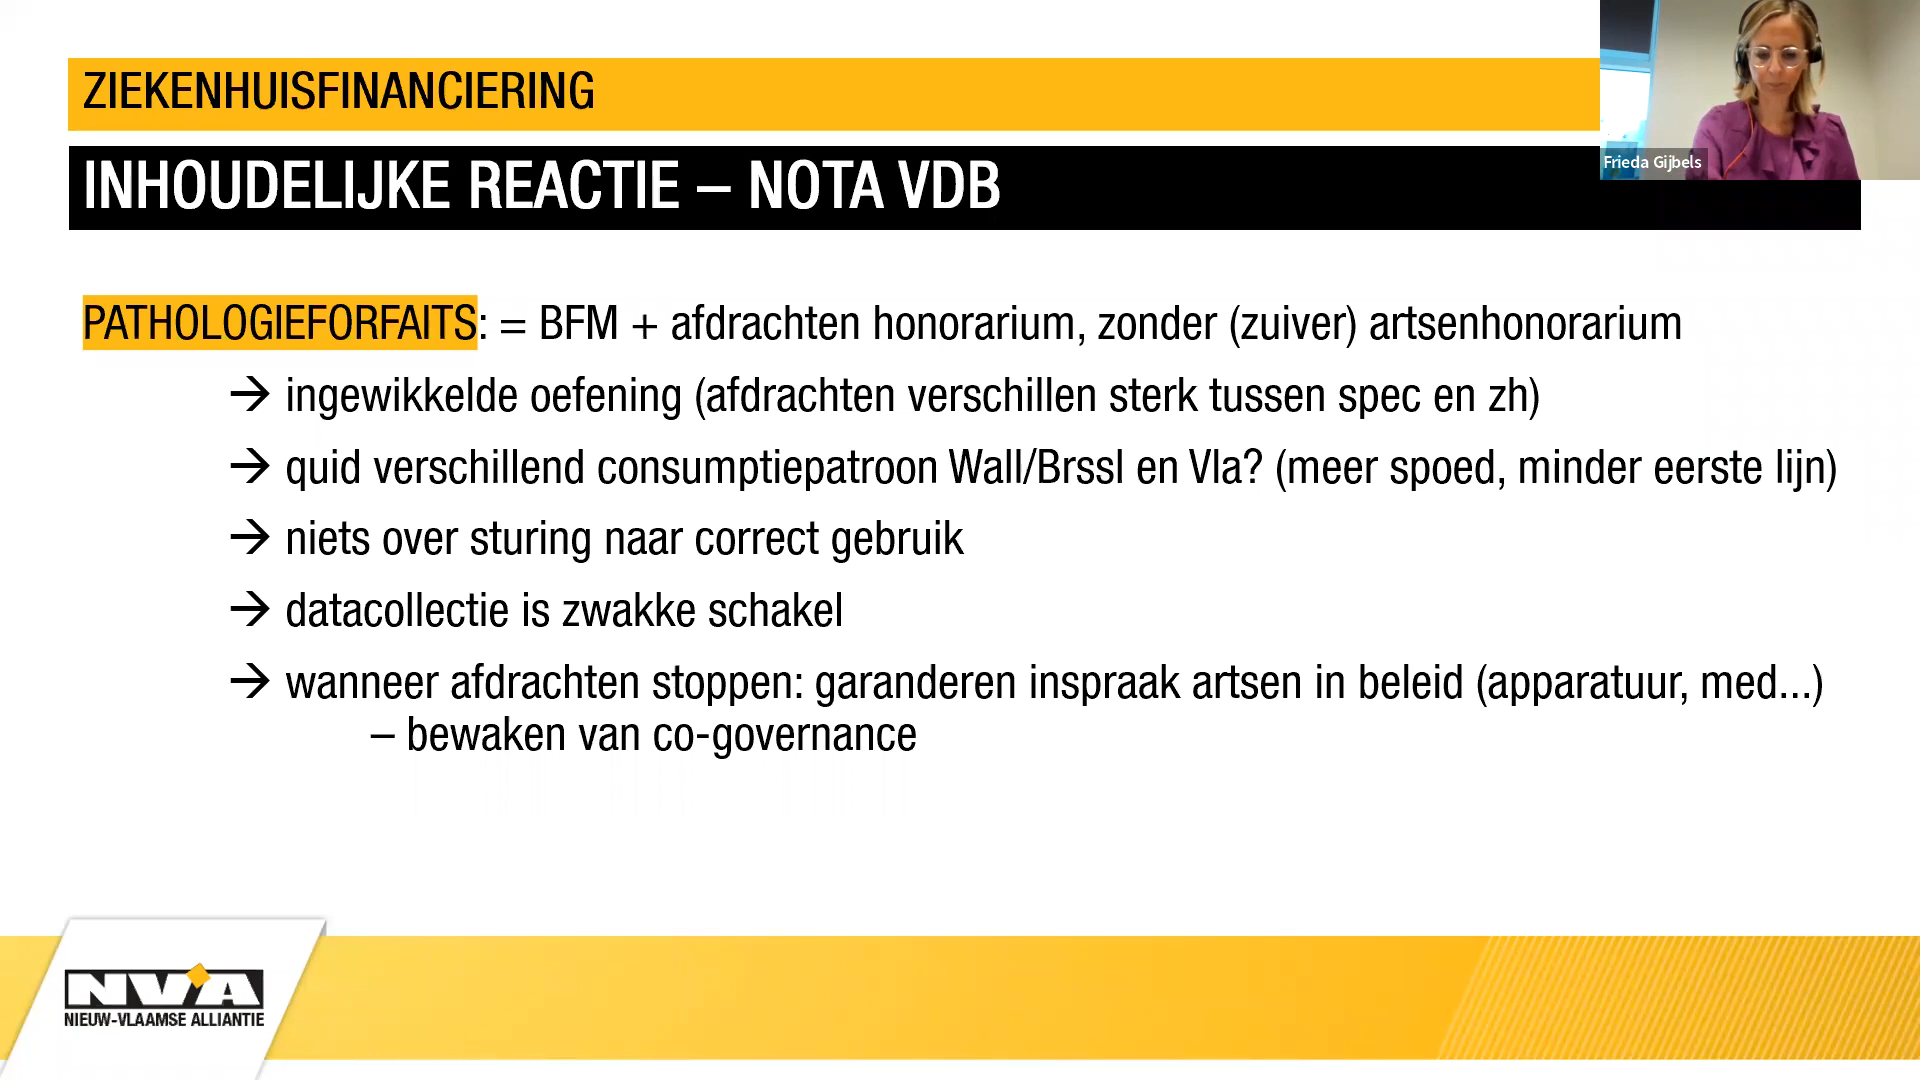 ZIEKENHUISFINANCIERING
Frieda Gijbels
INHOUDELIJKE REACTIE – NOTA VDB
PATHOLOGIEFORFAITS: = BFM + afdrachten honorarium, zonder (zuiver) artsenhonorarium
→ ingewikkelde oefening (afdrachten verschillen sterk tussen spec en zh)
→ quid verschillend consumptiepatroon Wall/Brssl en Vla? (meer spoed, minder eerste lijn)
→ niets over sturing naar correct gebruik
→ datacollectie is zwakke schakel
→ wanneer afdrachten stoppen: garanderen inspraak artsen in beleid (apparatuur, med...)
– bewaken van co-governance
N-VA
NIEUW-VLAAMSE ALLIANTIE